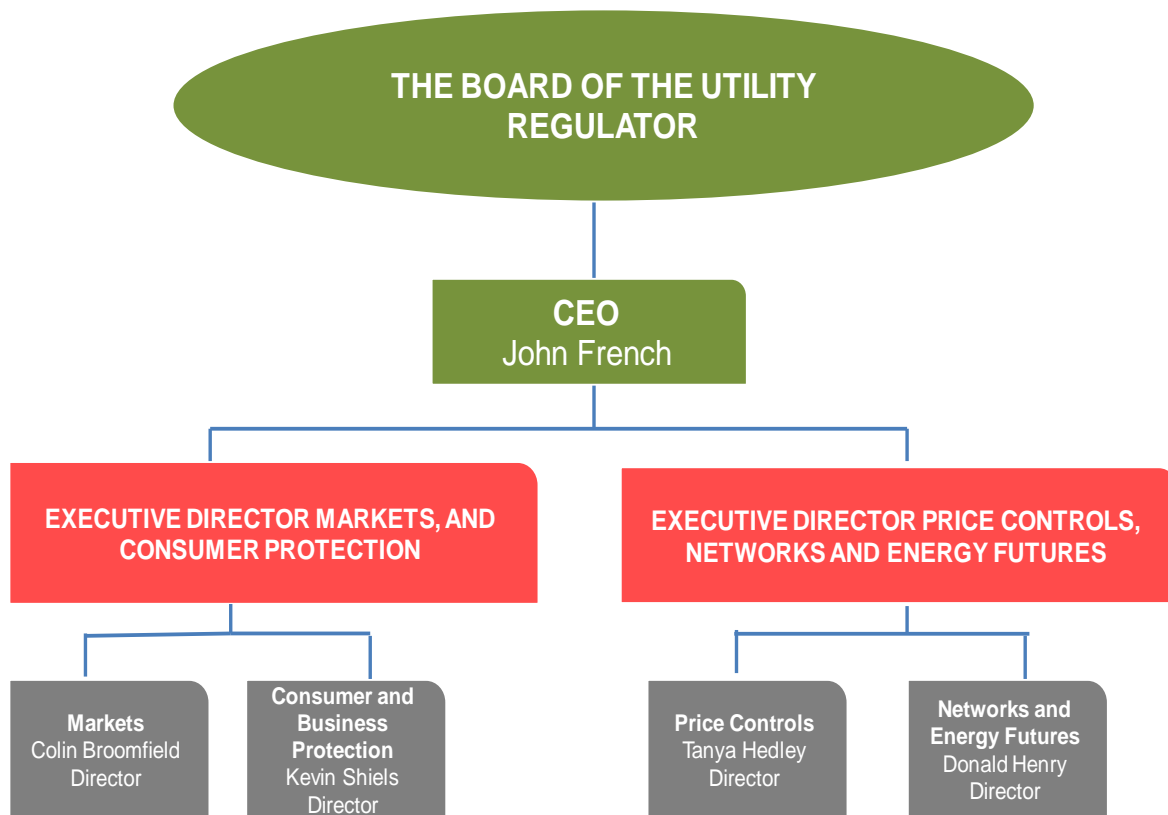 THE BOARD OF THE UTILITY
REGULATOR
CEO
John French
EXECUTIVE DIRECTOR MARKETS, AND
CONSUMER PROTECTION
EXECUTIVE DIRECTOR PRICE CONTROLS,
NETWORKS AND ENERGY FUTURES
Markets
Colin Broomfield
Director
Consumer and
Business
Protection
Kevin Shiels
Director
Price Controls
Tanya Hedley
Director
Networks and
Energy Futures
Donald Henry
Director